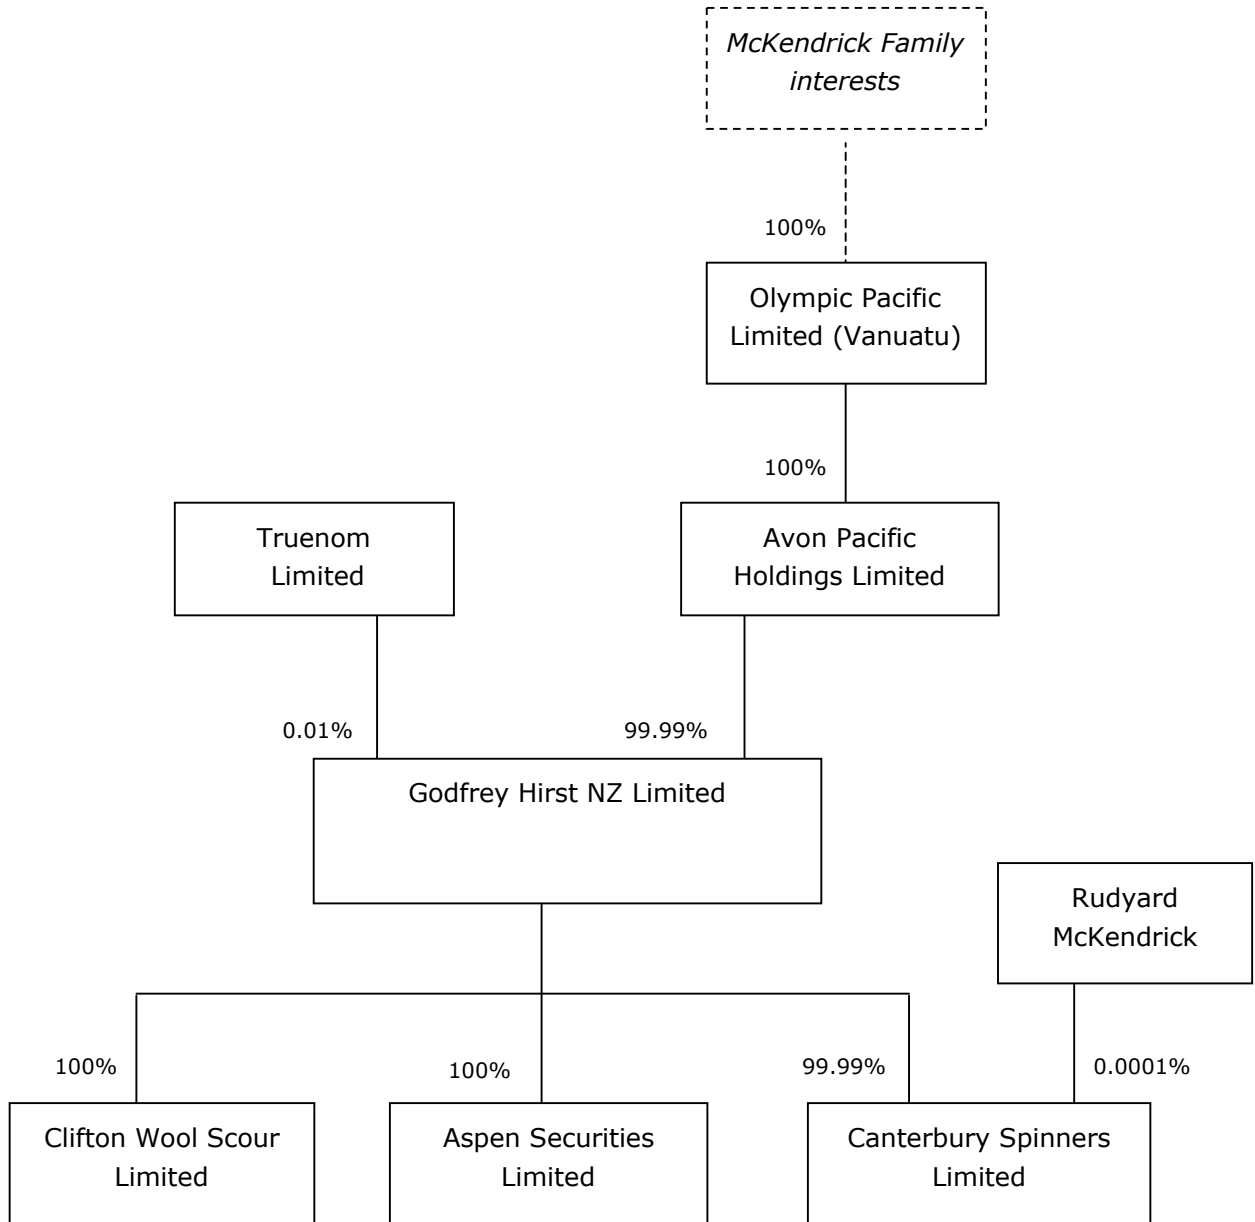 McKendrick Family
interests
100%
Olympic Pacific
Limited (Vanuatu)
100%
Truenom
Limited
Avon Pacific
Holdings Limited
0.01%
99.99%
Godfrey Hirst NZ Limited
Rudyard
McKendrick
100%
100%
99.99%
0.0001%
Clifton Wool Scour
Limited
Aspen Securities
Limited
Canterbury Spinners
Limited